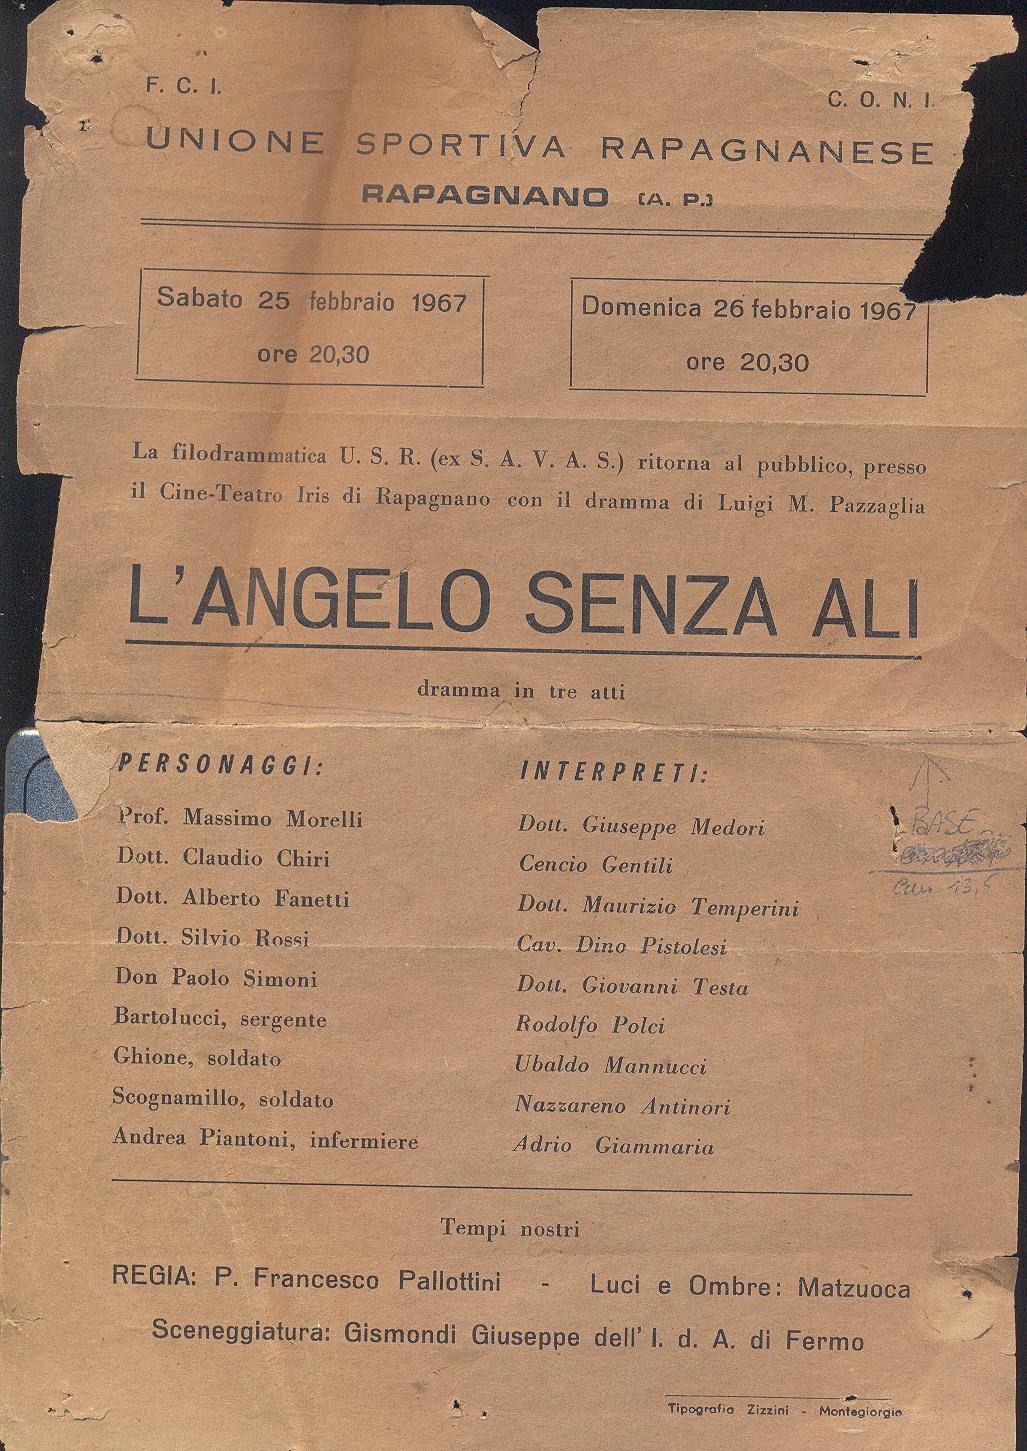 F. C. I.
C. O. N. I.
UNIONE SPORTIVA RAPAGNANESE
RAPAGNANO (A. P.)
Sabato 25 febbraio 1967
ore 20,30
Domenica 26 febbraio 1967
ore 20,30
La filodrammatica U. S. R. (ex S. A. V. A. S.) ritorna al pubblico, presso
il Cine-Teatro Iris di Rapagnano con il dramma di Luigi M. Pazzaglia
L'ANGELO SENZA ALI
dramma in tre atti
PERSONAGGI:
INTERPRETI:
Prof. Massimo Morelli
Dott. Giuseppe Medori
Dott. Claudio Chiri
Cencio Gentili
Dott. Alberto Fanetti
Dott. Maurizio Temperini
Dott. Silvio Rossi
Cav. Dino Pistolesi
Don Paolo Simoni
Dott. Giovanni Testa
Bartolucci, sergente
Rodolfo Polci
Ghione, soldato
Ubaldo Mannucci
Scognamillo, soldato
Nazzareno Antinori
Andrea Piantoni, infermiere
Adrio Giammaria
BASE
13,5
Tempi nostri
REGIA: P. Francesco Pallottini - Luci e Ombre: Matzuoca
Sceneggiatura: Gismondi Giuseppe dell' I. d. A. di Fermo
Tipografia Zizzini - Montegiorgio